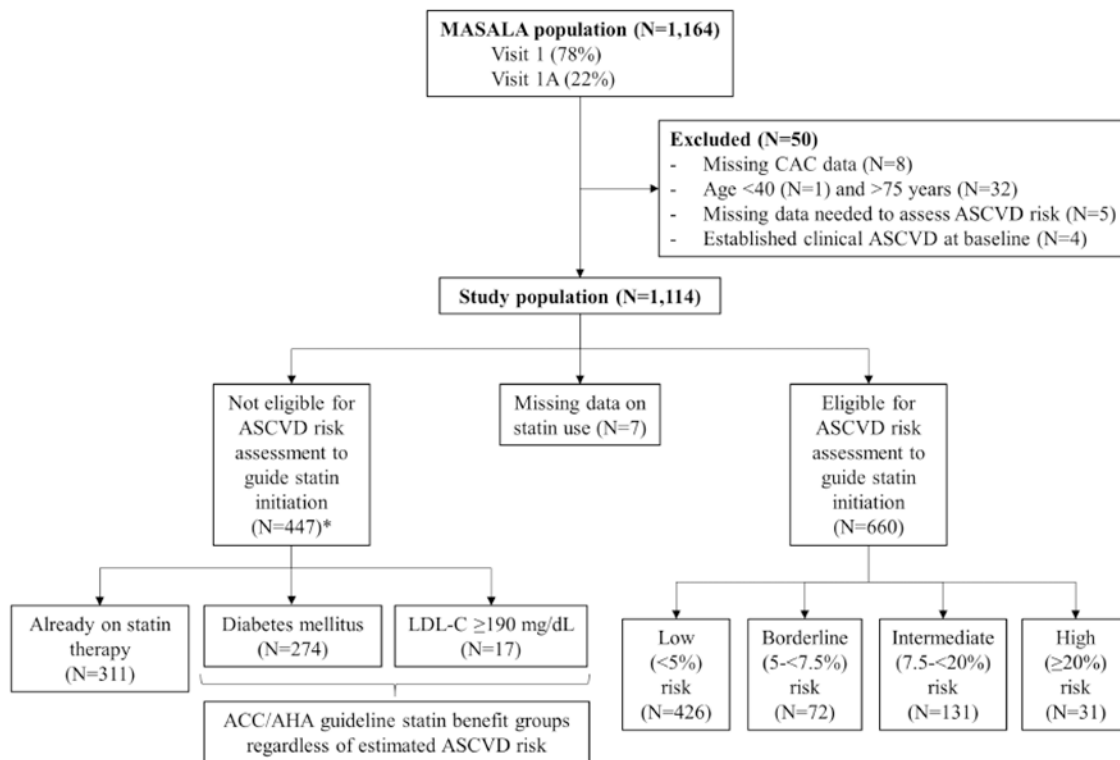 MASALA population (N=1,164)
Visit 1 (78%)
Visit 1A (22%)
Excluded (N=50)
- Missing CAC data (N=8)
- Age <40 (N=1) and >75 years (N=32)
- Missing data needed to assess ASCVD risk (N=5)
- Established clinical ASCVD at baseline (N=4)
Study population (N=1,114)
Not eligible for
ASCVD risk
assessment to
guide statin
initiation
(N=447)*
Missing data on
statin use (N=7)
Eligible for
ASCVD risk
assessment to
guide statin
initiation
(N=660)
Already on statin
therapy
(N=311)
Diabetes mellitus
(N=274)
LDL-C ≥190 mg/dL
(N=17)
ACC/AHA guideline statin benefit groups
regardless of estimated ASCVD risk
Low
(<5%)
risk
N=426)
Borderline
(5-<7.5%)
risk
(N=72)
Intermediate
(7.5-<20%)
risk
(N=131)
High
(≥20%)
risk
(N=31)